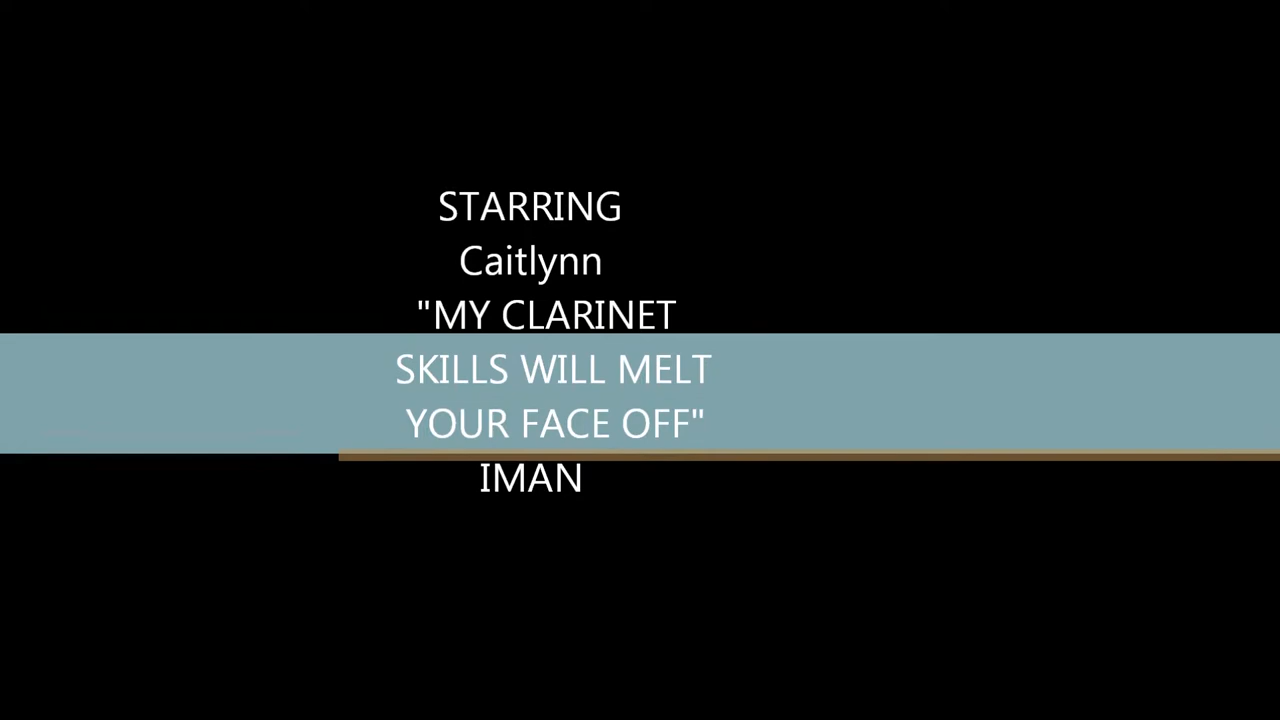 STARRING
Caitlynn
"MY CLARINET
SKILLS WILL MELT
YOUR FACE OFF"
IMAN